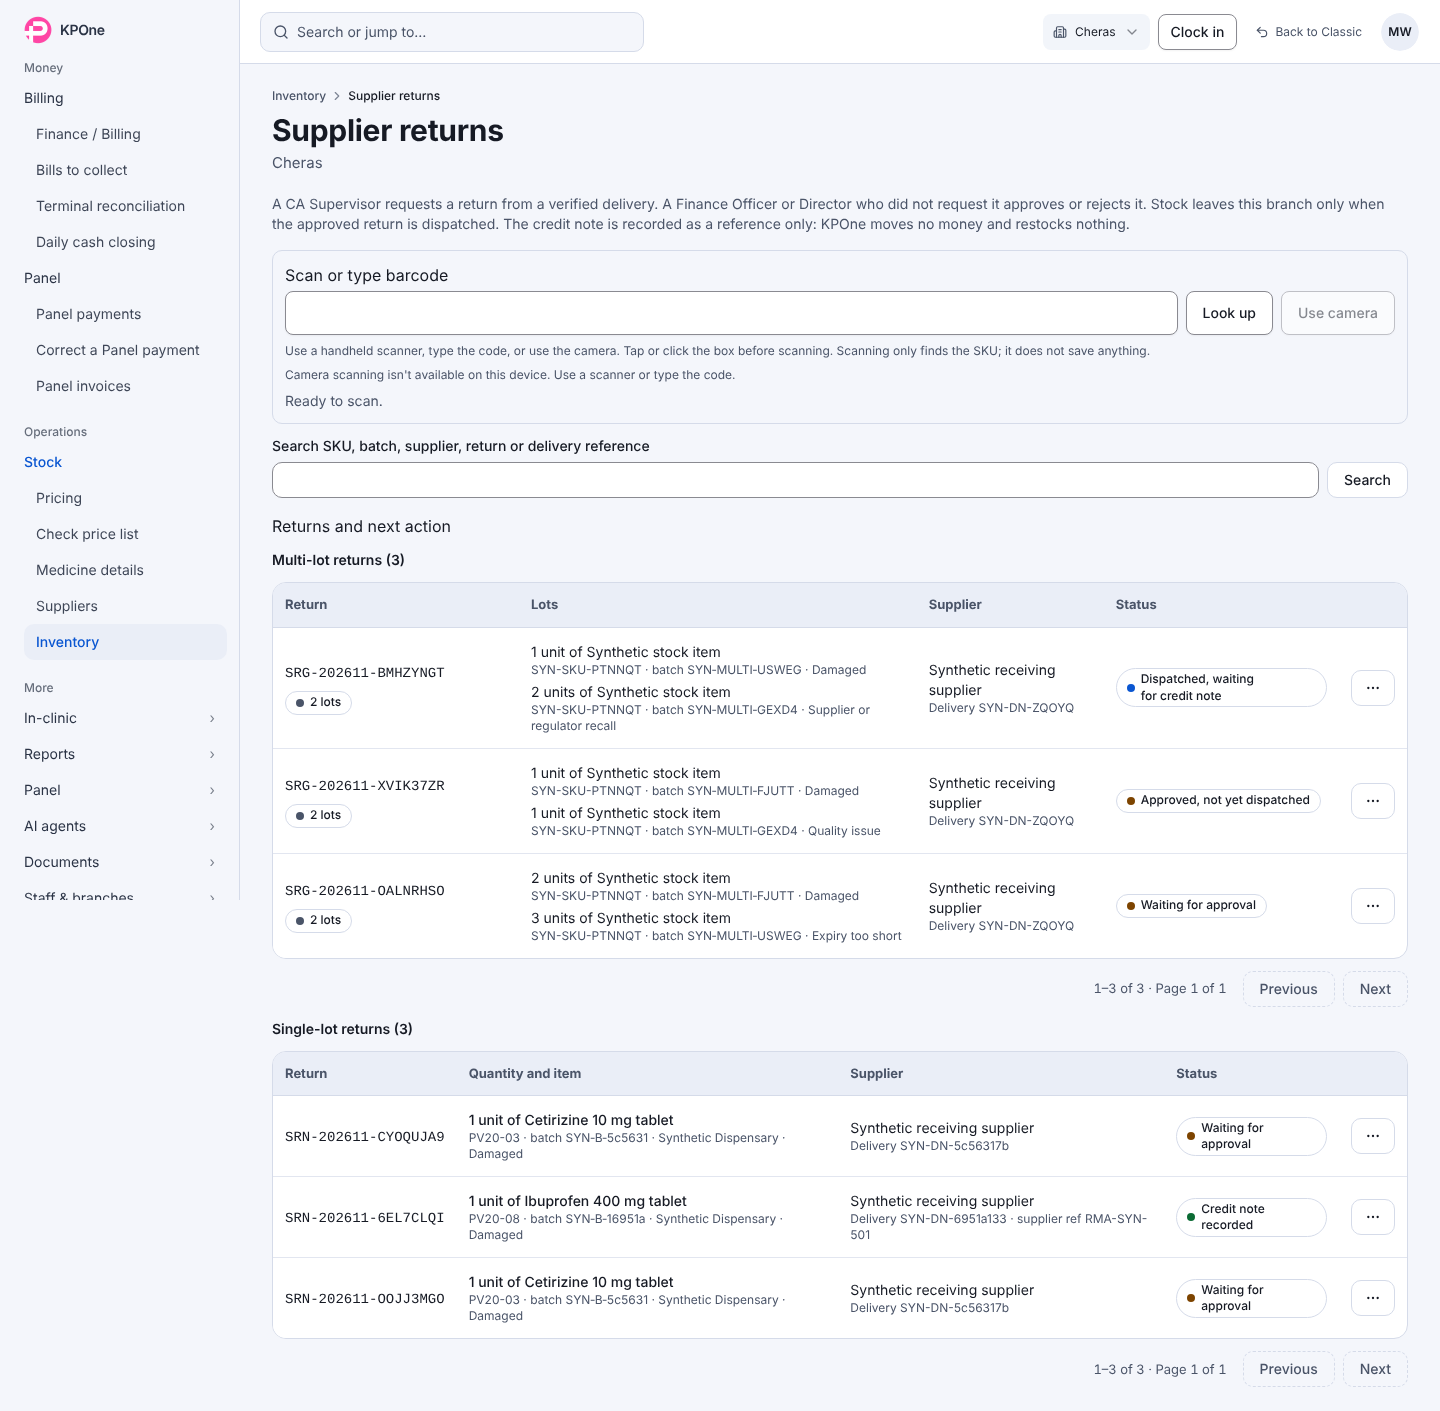 KPOne
Money
Billing
Finance / Billing
Bills to collect
Terminal reconciliation
Daily cash closing
Panel
Panel payments
Correct a Panel payment
Panel invoices
Operations
Stock
Pricing
Check price list
Medicine details
Suppliers
Inventory
More
In-clinic
Reports
Panel
AI agents
Documents
Staff & branches
Search or jump to...
Cheras
Clock in
Back to Classic
MW
Inventory > Supplier returns
Supplier returns
Cheras
A CA Supervisor requests a return from a verified delivery. A Finance Officer or Director who did not request it approves or rejects it. Stock leaves this branch only when
the approved return is dispatched. The credit note is recorded as a reference only: KPOne moves no money and restocks nothing.
Scan or type barcode
Look up
Use camera
Use a handheld scanner, type the code, or use the camera. Tap or click the box before scanning. Scanning only finds the SKU; it does not save anything.
Camera scanning isn't available on this device. Use a scanner or type the code.
Ready to scan.
Search SKU, batch, supplier, return or delivery reference
Search
Returns and next action
Multi-lot returns (3)
Return Lots Supplier Status
SRG-202611-BMHZYNGT
2 lots
1 unit of Synthetic stock item
SYN-SKU-PTNNQT · batch SYN-MULTI-USWEG · Damaged
2 units of Synthetic stock item
SYN-SKU-PTNNQT · batch SYN-MULTI-GEXD4 · Supplier or
regulator recall
Synthetic receiving
supplier
Delivery SYN-DN-ZQOYQ
Dispatched, waiting
for credit note
...
SRG-202611-XVIK37ZR
2 lots
1 unit of Synthetic stock item
SYN-SKU-PTNNQT · batch SYN-MULTI-FJUTT · Damaged
1 unit of Synthetic stock item
SYN-SKU-PTNNQT · batch SYN-MULTI-GEXD4 · Quality issue
Synthetic receiving
supplier
Delivery SYN-DN-ZQOYQ
Approved, not yet dispatched
...
SRG-202611-OALNRHSO
2 lots
2 units of Synthetic stock item
SYN-SKU-PTNNQT · batch SYN-MULTI-FJUTT · Damaged
3 units of Synthetic stock item
SYN-SKU-PTNNQT · batch SYN-MULTI-USWEG · Expiry too short
Synthetic receiving
supplier
Delivery SYN-DN-ZQOYQ
Waiting for approval
...
1–3 of 3 · Page 1 of 1 Previous Next
Single-lot returns (3)
Return Quantity and item Supplier Status
SRN-202611-CYOQUJA9
1 unit of Cetirizine 10 mg tablet
PV20-03 · batch SYN-B-5c5631 · Synthetic Dispensary ·
Damaged
Synthetic receiving supplier
Delivery SYN-DN-5c56317b
Waiting for
approval
...
SRN-202611-6EL7CLQI
1 unit of Ibuprofen 400 mg tablet
PV20-08 · batch SYN-B-16951a · Synthetic Dispensary ·
Damaged
Synthetic receiving supplier
Delivery SYN-DN-6951a133 · supplier ref RMA-SYN-
501
Credit note
recorded
...
SRN-202611-OOJJ3MGO
1 unit of Cetirizine 10 mg tablet
PV20-03 · batch SYN-B-5c5631 · Synthetic Dispensary ·
Damaged
Synthetic receiving supplier
Delivery SYN-DN-5c56317b
Waiting for
approval
...
1–3 of 3 · Page 1 of 1 Previous Next